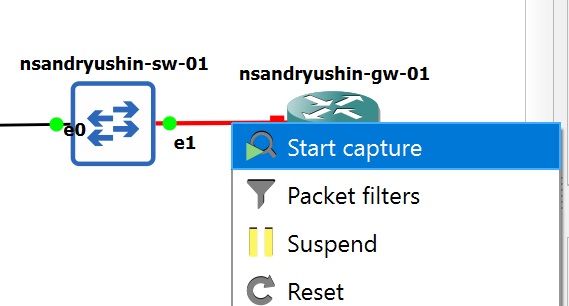 nsandryushin-sw-01
nsandryushin-gw-01
e0
e1
Start capture
Packet filters
Suspend
Reset